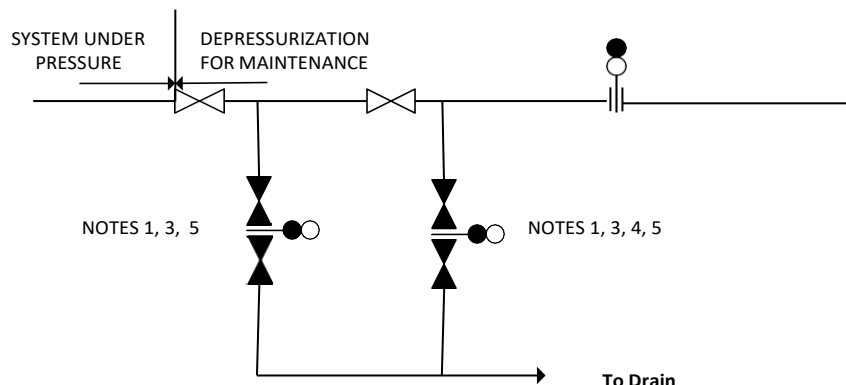 SYSTEM UNDER
PRESSURE
DEPRESSURIZATION
FOR MAINTENANCE
NOTES 1, 3, 5
NOTES 1, 3, 4, 5
To Drain